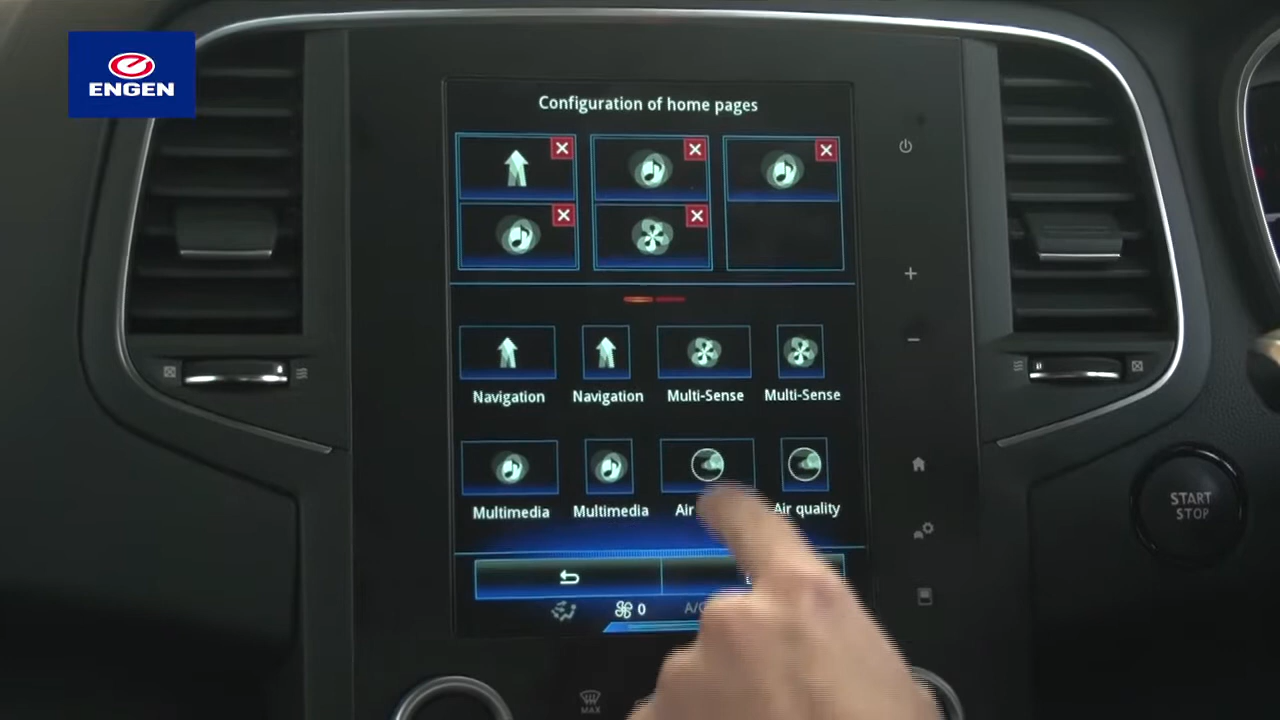 ENGEN
Configuration of home pages
Navigation Navigation Multi-Sense Multi-Sense
Multimedia Multimedia Air Air quality
0 A/C
START
STOP
MAX